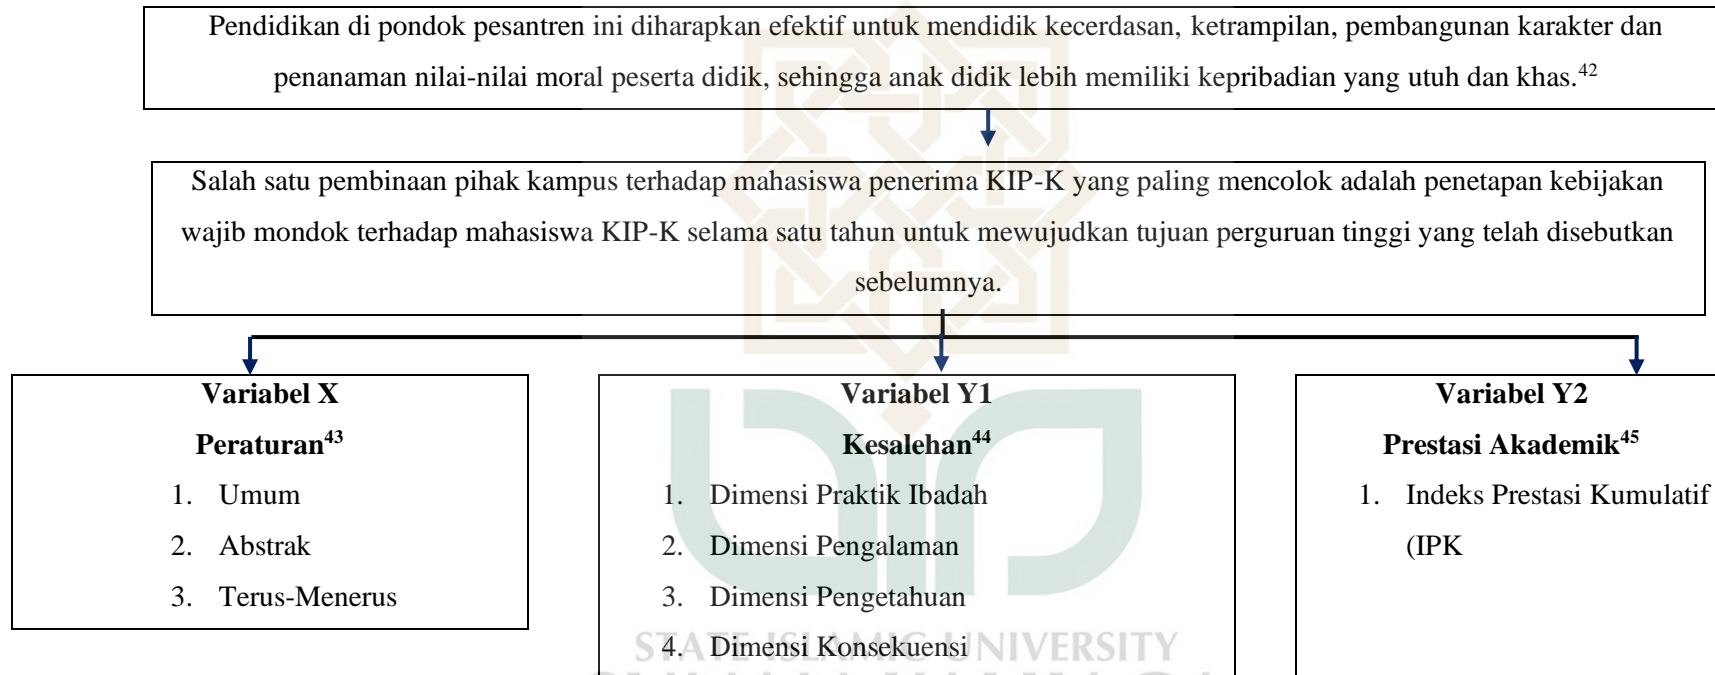 Pendidikan di pondok pesantren ini diharapkan efektif untuk mendidik kecerdasan, ketrampilan, pembangunan karakter dan
penanaman nilai-nilai moral peserta didik, sehingga anak didik lebih memiliki kepribadian yang utuh dan khas.42
Salah satu pembinaan pihak kampus terhadap mahasiswa penerima KIP-K yang paling mencolok adalah penetapan kebijakan
wajib mondok terhadap mahasiswa KIP-K selama satu tahun untuk mewujudkan tujuan perguruan tinggi yang telah disebutkan
sebelumnya.
Variabel X
Peraturan43
1. Umum
2. Abstrak
3. Terus-Menerus
Variabel Y1
Kesalehan44
1. Dimensi Praktik Ibadah
2. Dimensi Pengalaman
3. Dimensi Pengetahuan
4. Dimensi Konsekuensi
Variabel Y2
Prestasi Akademik45
1. Indeks Prestasi Kumulatif
(IPK
STATE ISLAMIC UNIVERSITY